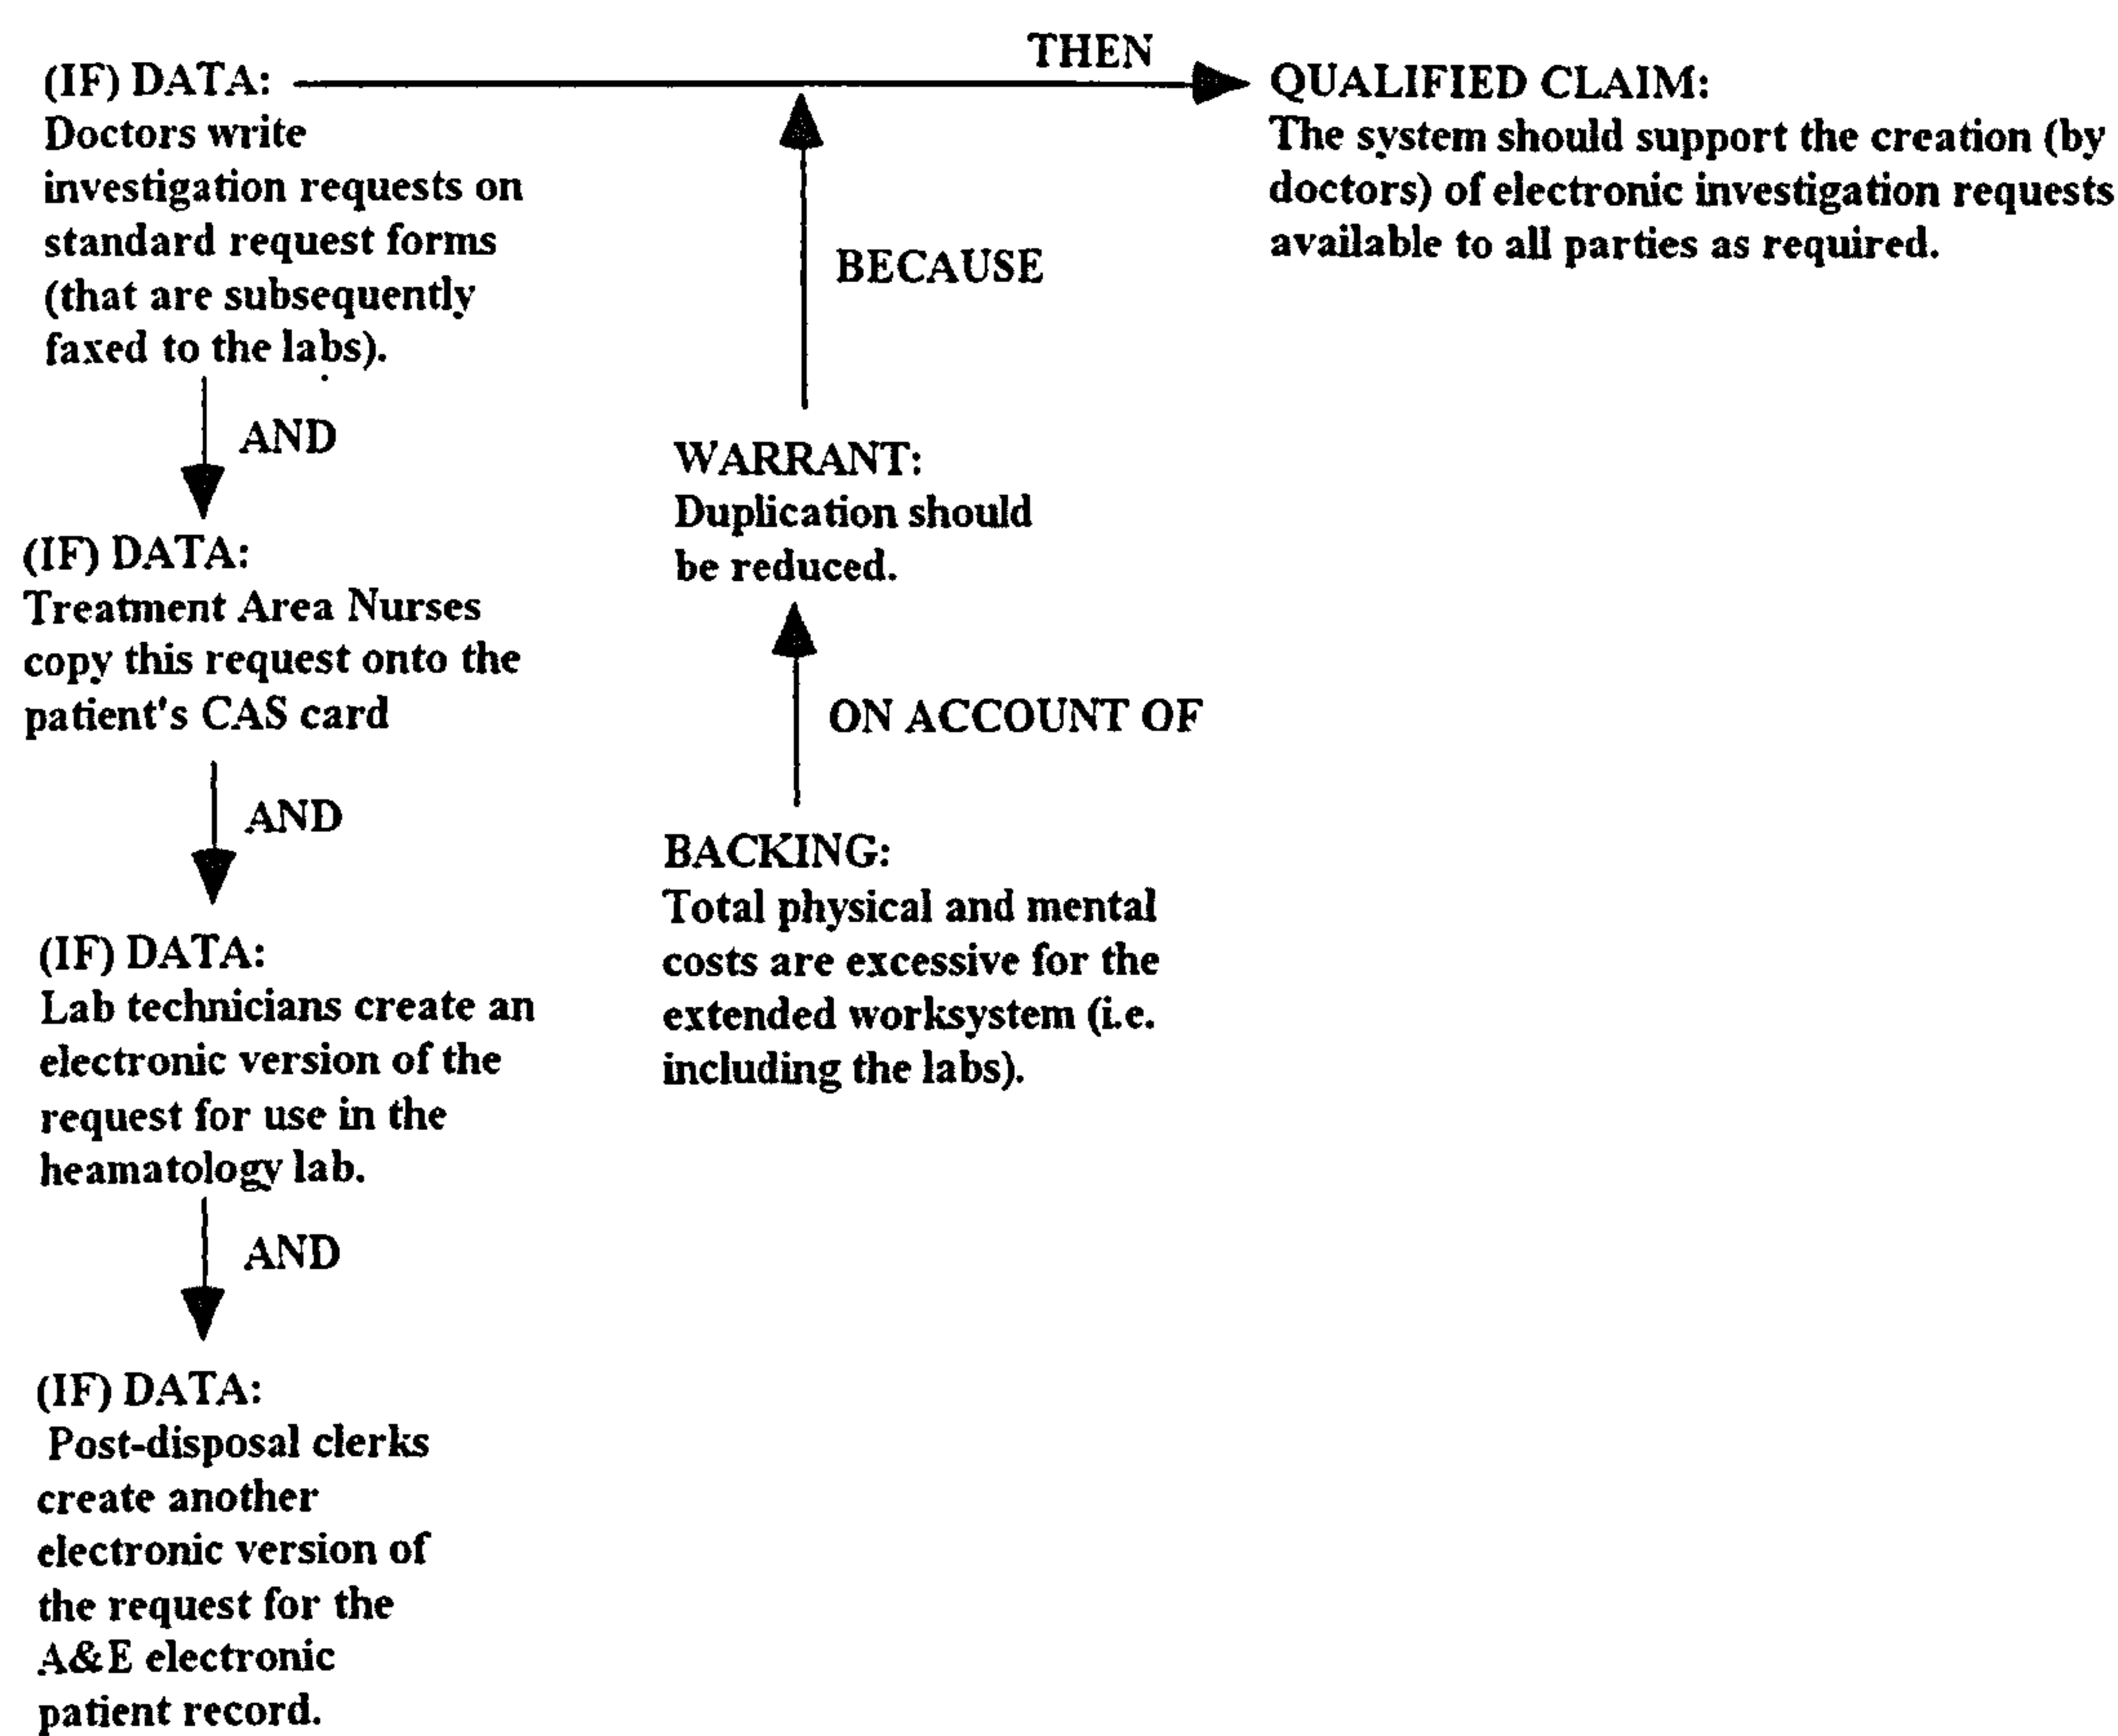 (IF) DATA:
Doctors write
investigation requests on
standard request forms
(that are subsequently
faxed to the labs).
AND
(IF) DATA:
Treatment Area Nurses
copy this request onto the
patient's CAS card
AND
(IF) DATA:
Lab technicians create an
electronic version of the
request for use in the
heamatology lab.
AND
(IF) DATA:
Post-disposal clerks
create another
electronic version of
the request for the
A&E electronic
patient record.
THEN
BECAUSE
WARRANT:
Duplication should
be reduced.
ON ACCOUNT OF
BACKING:
Total physical and mental
costs are excessive for the
extended worksystem (i.e.
including the labs).
QUALIFIED CLAIM:
The system should support the creation (by
doctors) of electronic investigation requests
available to all parties as required.